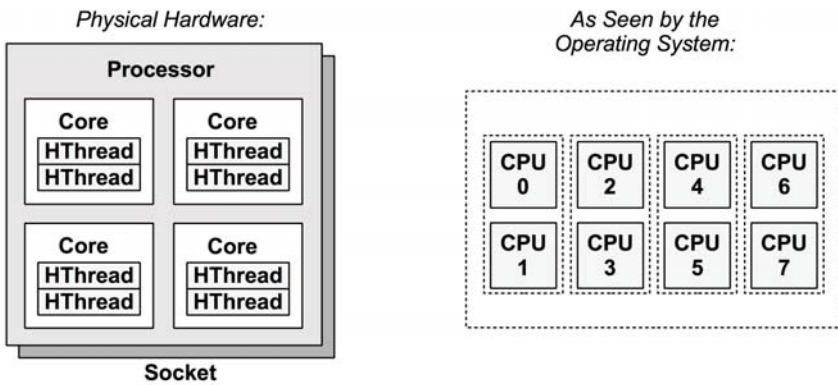 Physical Hardware:
Processor
Core
HThread
HThread
Core
HThread
HThread
Core
HThread
HThread
Core
HThread
HThread
Socket
As Seen by the
Operating System:
CPU
0
CPU
2
CPU
4
CPU
6
CPU
1
CPU
3
CPU
5
CPU
7